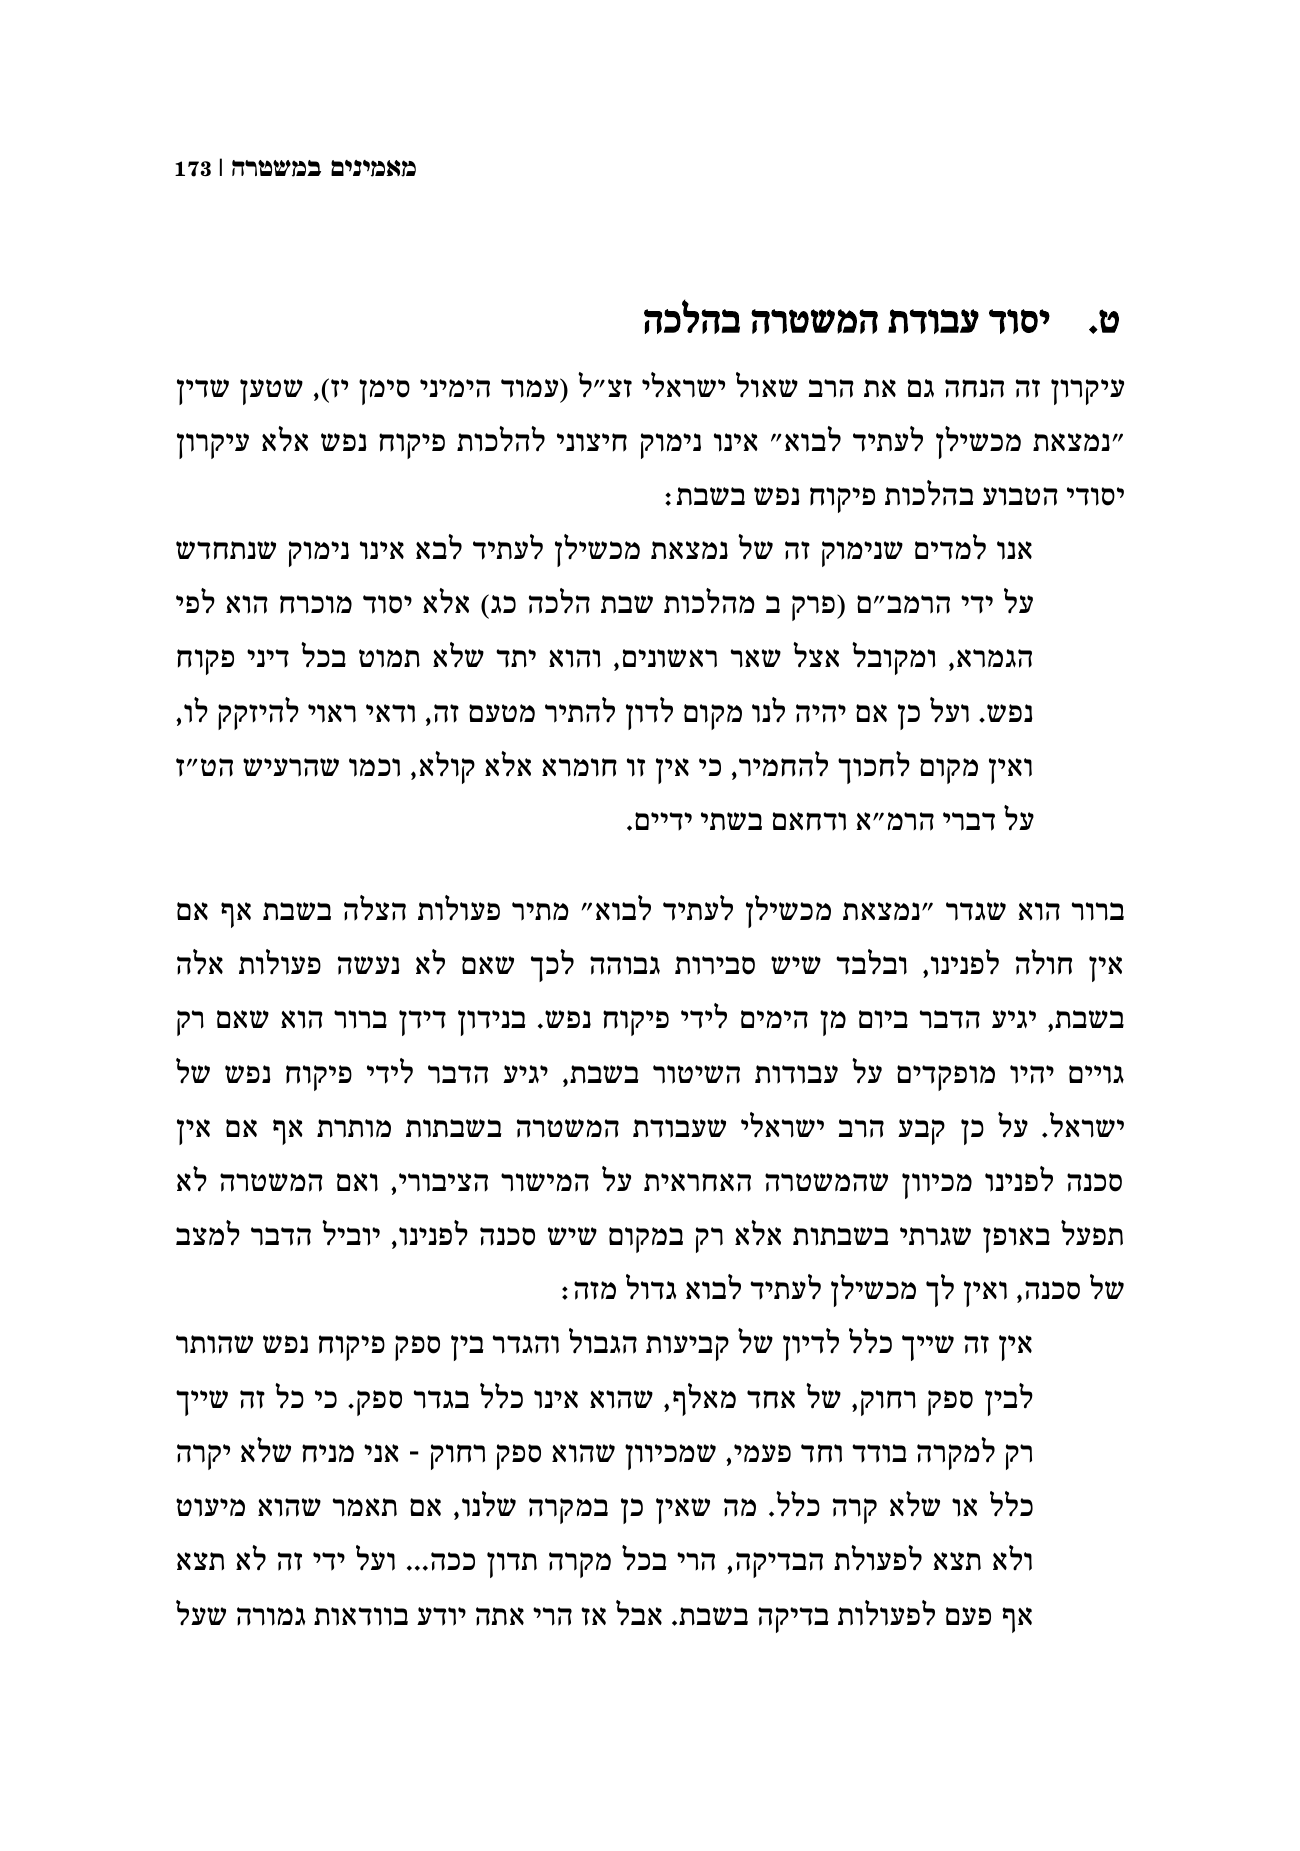 מאמינים במשטרה | 173
ט. יסוד עבודת המשטרה בהלכה
עיקרון זה הנחה גם את הרב שאול ישראלי זצ״ל (עמוד הימיני סימן יז), שטען שדין
״נמצאת מכשילן לעתיד לבוא״ אינו נימוק חיצוני להלכות פיקוח נפש אלא עיקרון
יסודי הטבוע בהלכות פיקוח נפש בשבת:
אנו למדים שנימוק זה של נמצאת מכשילן לעתיד לבא אינו נימוק שנתחדש
על ידי הרמב״ם (פרק ב מהלכות שבת הלכה כג) אלא יסוד מוכרח הוא לפי
הגמרא, ומקובל אצל שאר ראשונים, והוא יתד שלא תמוט בכל דיני פקוח
נפש. ועל כן אם יהיה לנו מקום לדון להתיר מטעם זה, ודאי ראוי להיזקק לו,
ואין מקום לחכוך להחמיר, כי אין זו חומרא אלא קולא, וכמו שהרעיש הט״ז
על דברי הרמ״א ודחאם בשתי ידיים.
ברור הוא שגדר ״נמצאת מכשילן לעתיד לבוא״ מתיר פעולות הצלה בשבת אף אם
אין חולה לפנינו, ובלבד שיש סבירות גבוהה לכך שאם לא נעשה פעולות אלה
בשבת, יגיע הדבר ביום מן הימים לידי פיקוח נפש. בנידון דידן ברור הוא שאם רק
גויים יהיו מופקדים על עבודות השיטור בשבת, יגיע הדבר לידי פיקוח נפש של
ישראל. על כן קבע הרב ישראלי שעבודת המשטרה בשבתות מותרת אף אם אין
סכנה לפנינו מכיוון שהמשטרה האחראית על המישור הציבורי, ואם המשטרה לא
תפעל באופן שגרתי בשבתות אלא רק במקום שיש סכנה לפנינו, יוביל הדבר למצב
של סכנה, ואין לך מכשילן לעתיד לבוא גדול מזה:
אין זה שייך כלל לדיון של קביעות הגבול והגדר בין ספק פיקוח נפש שהותר
לבין ספק רחוק, של אחד מאלף, שהוא אינו כלל בגדר ספק. כי כל זה שייך
רק למקרה בודד וחד פעמי, שמכיוון שהוא ספק רחוק - אני מניח שלא יקרה
כלל או שלא קרה כלל. מה שאין כן במקרה שלנו, אם תאמר שהוא מיעוט
ולא תצא לפעולת הבדיקה, הרי בכל מקרה תדון ככה... ועל ידי זה לא תצא
אף פעם לפעולות בדיקה בשבת. אבל אז הרי אתה יודע בוודאות גמורה שעל